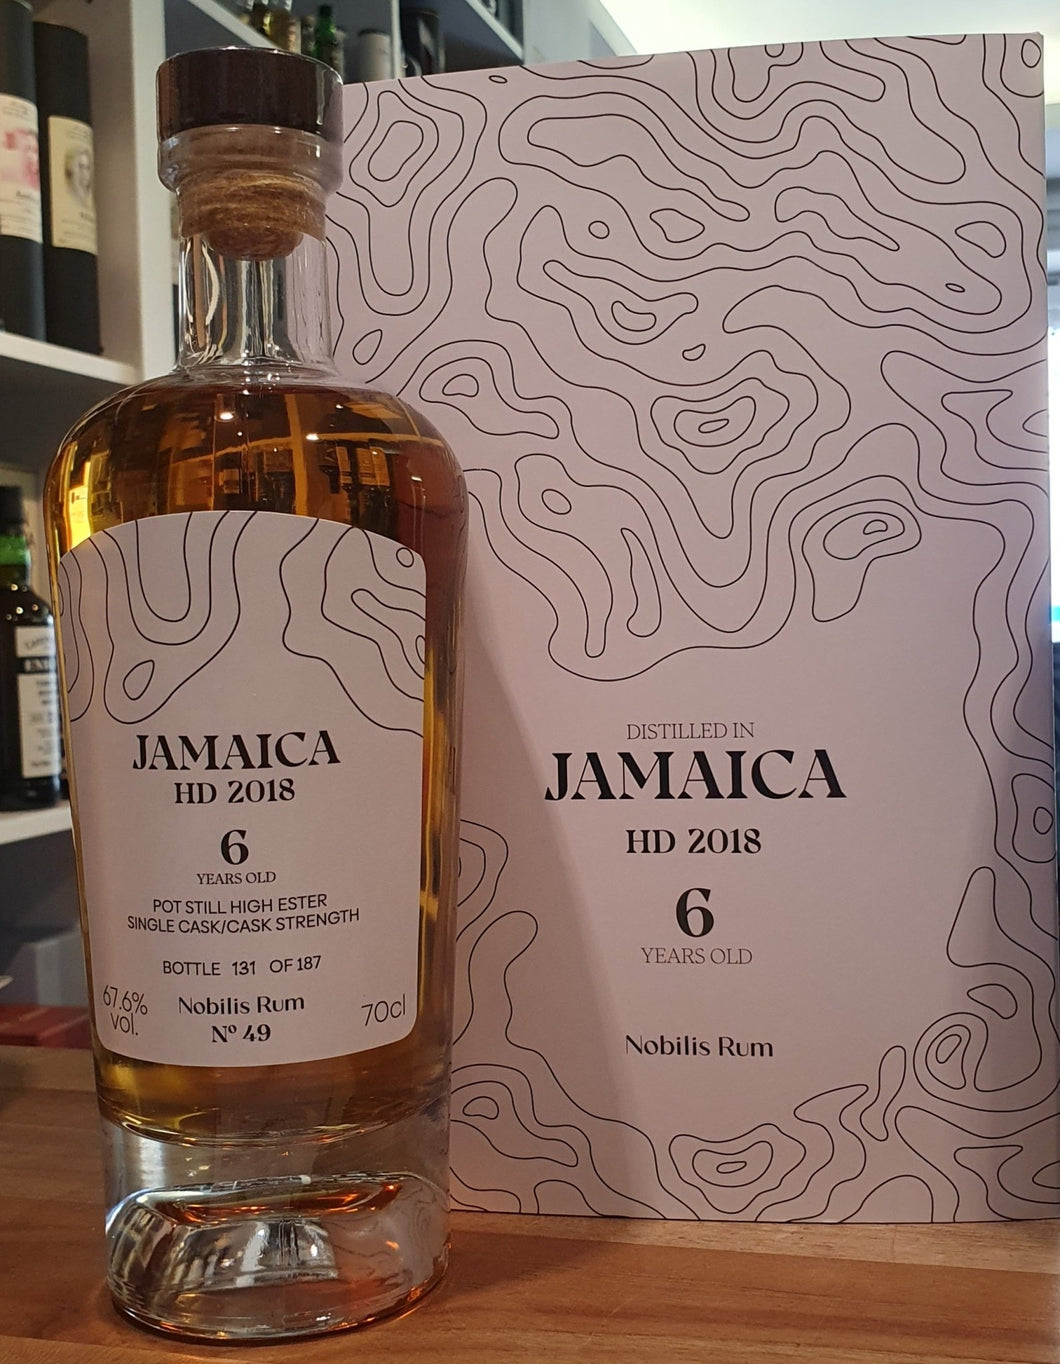 JAMAICA
HD 2018
6
YEARS OLD
POT STILL HIGH ESTER
SINGLE CASK/CASK STRENGTH
BOTTLE 131 OF 187
67.6%
vol.
Nobilis Rum
Nº 49
70cl
DISTILLED IN
JAMAICA
HD 2018
6
YEARS OLD
Nobilis Rum